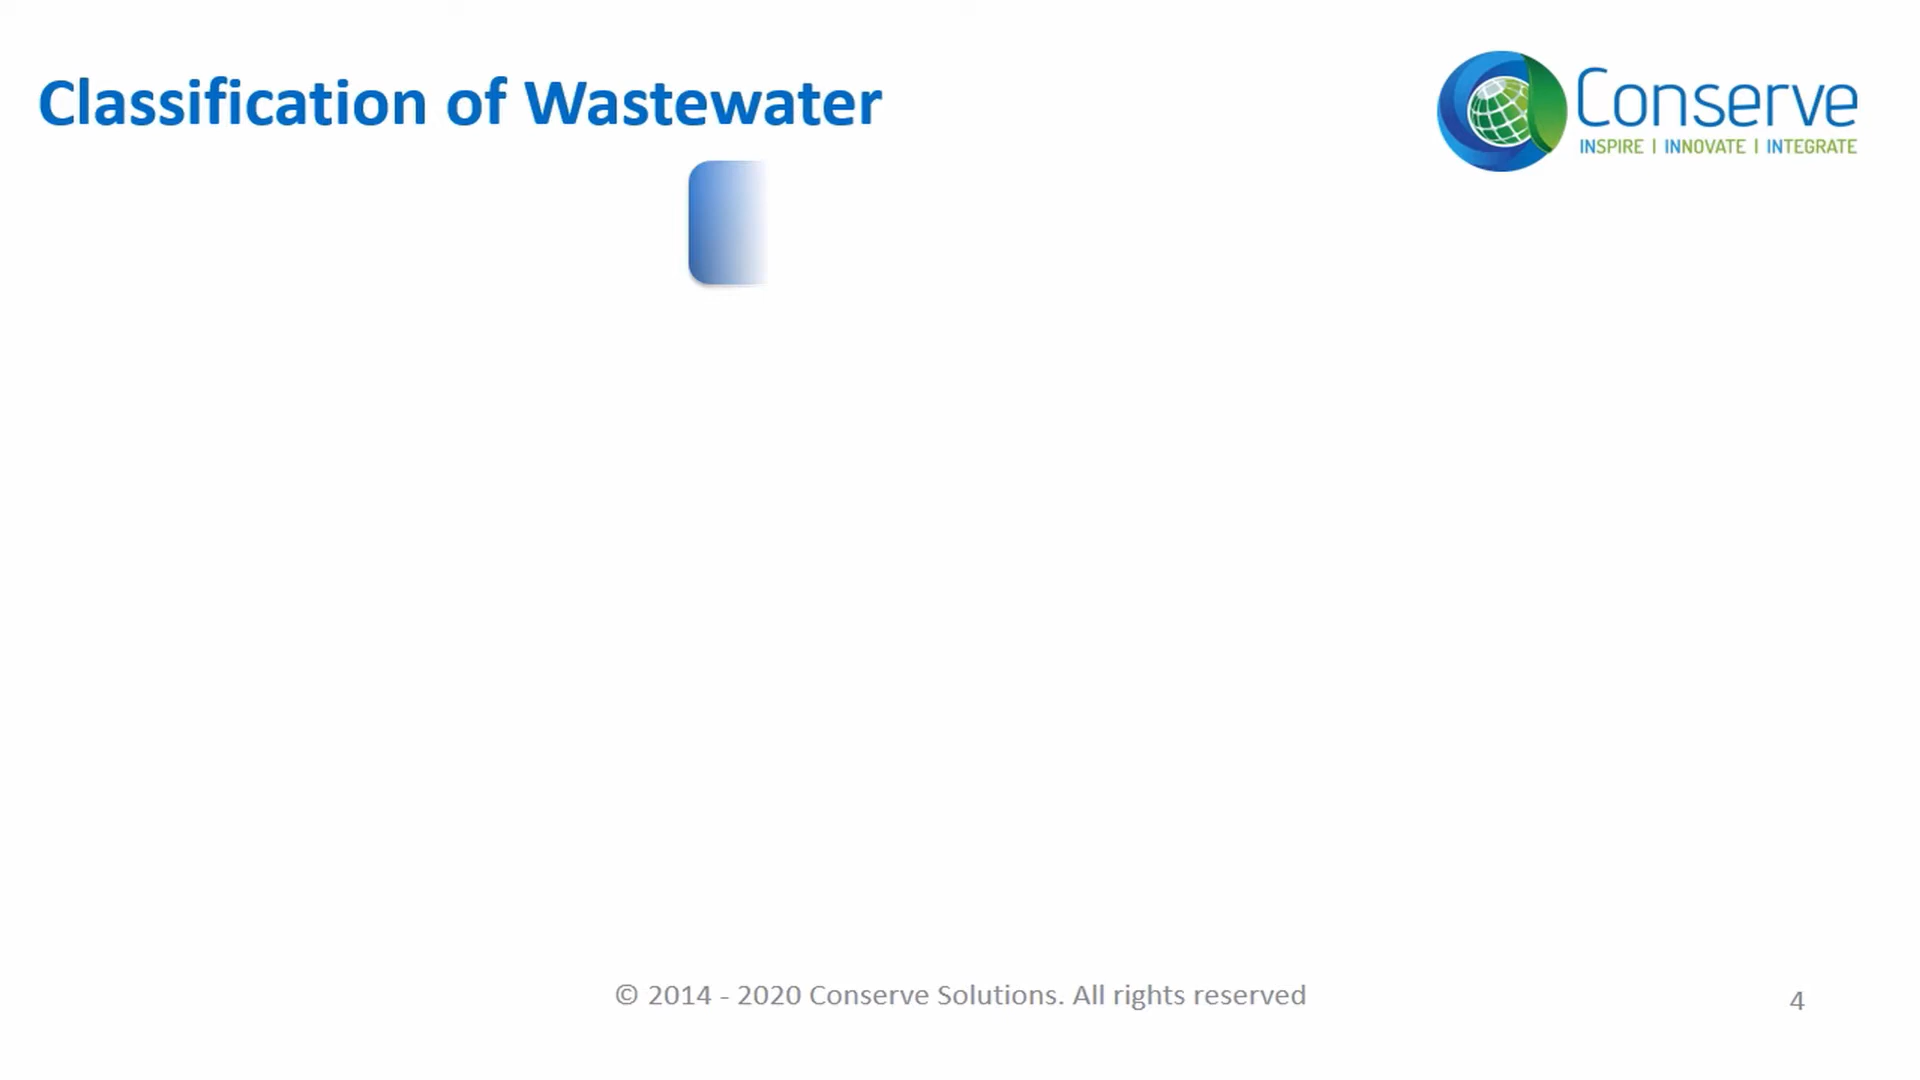 Classification of Wastewater
Conserve
INSPIRE | INNOVATE | INTEGRATE
© 2014 - 2020 Conserve Solutions. All rights reserved
4